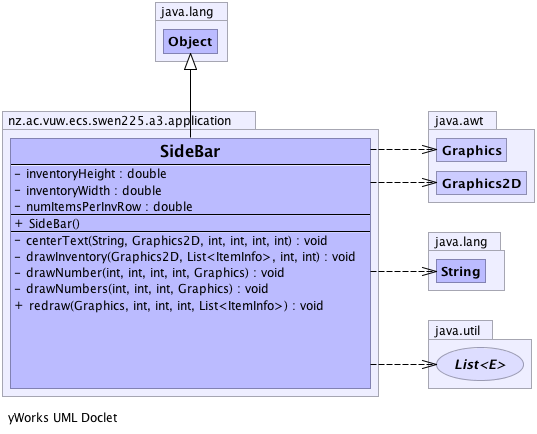 java.lang
Object
nz.ac.vuw.ecs.swen225.a3.application
SideBar
- inventoryHeight : double
- inventoryWidth : double
- numItemsPerInvRow : double
+ SideBar()
- centerText(String, Graphics2D, int, int, int, int) : void
- drawInventory(Graphics2D, List<ItemInfo>, int, int) : void
- drawNumber(int, int, int, int, Graphics) : void
- drawNumbers(int, int, int, Graphics) : void
+ redraw(Graphics, int, int, int, List<ItemInfo>) : void
java.awt
Graphics
Graphics2D
java.lang
String
java.util
List<E>
yWorks UML Doclet